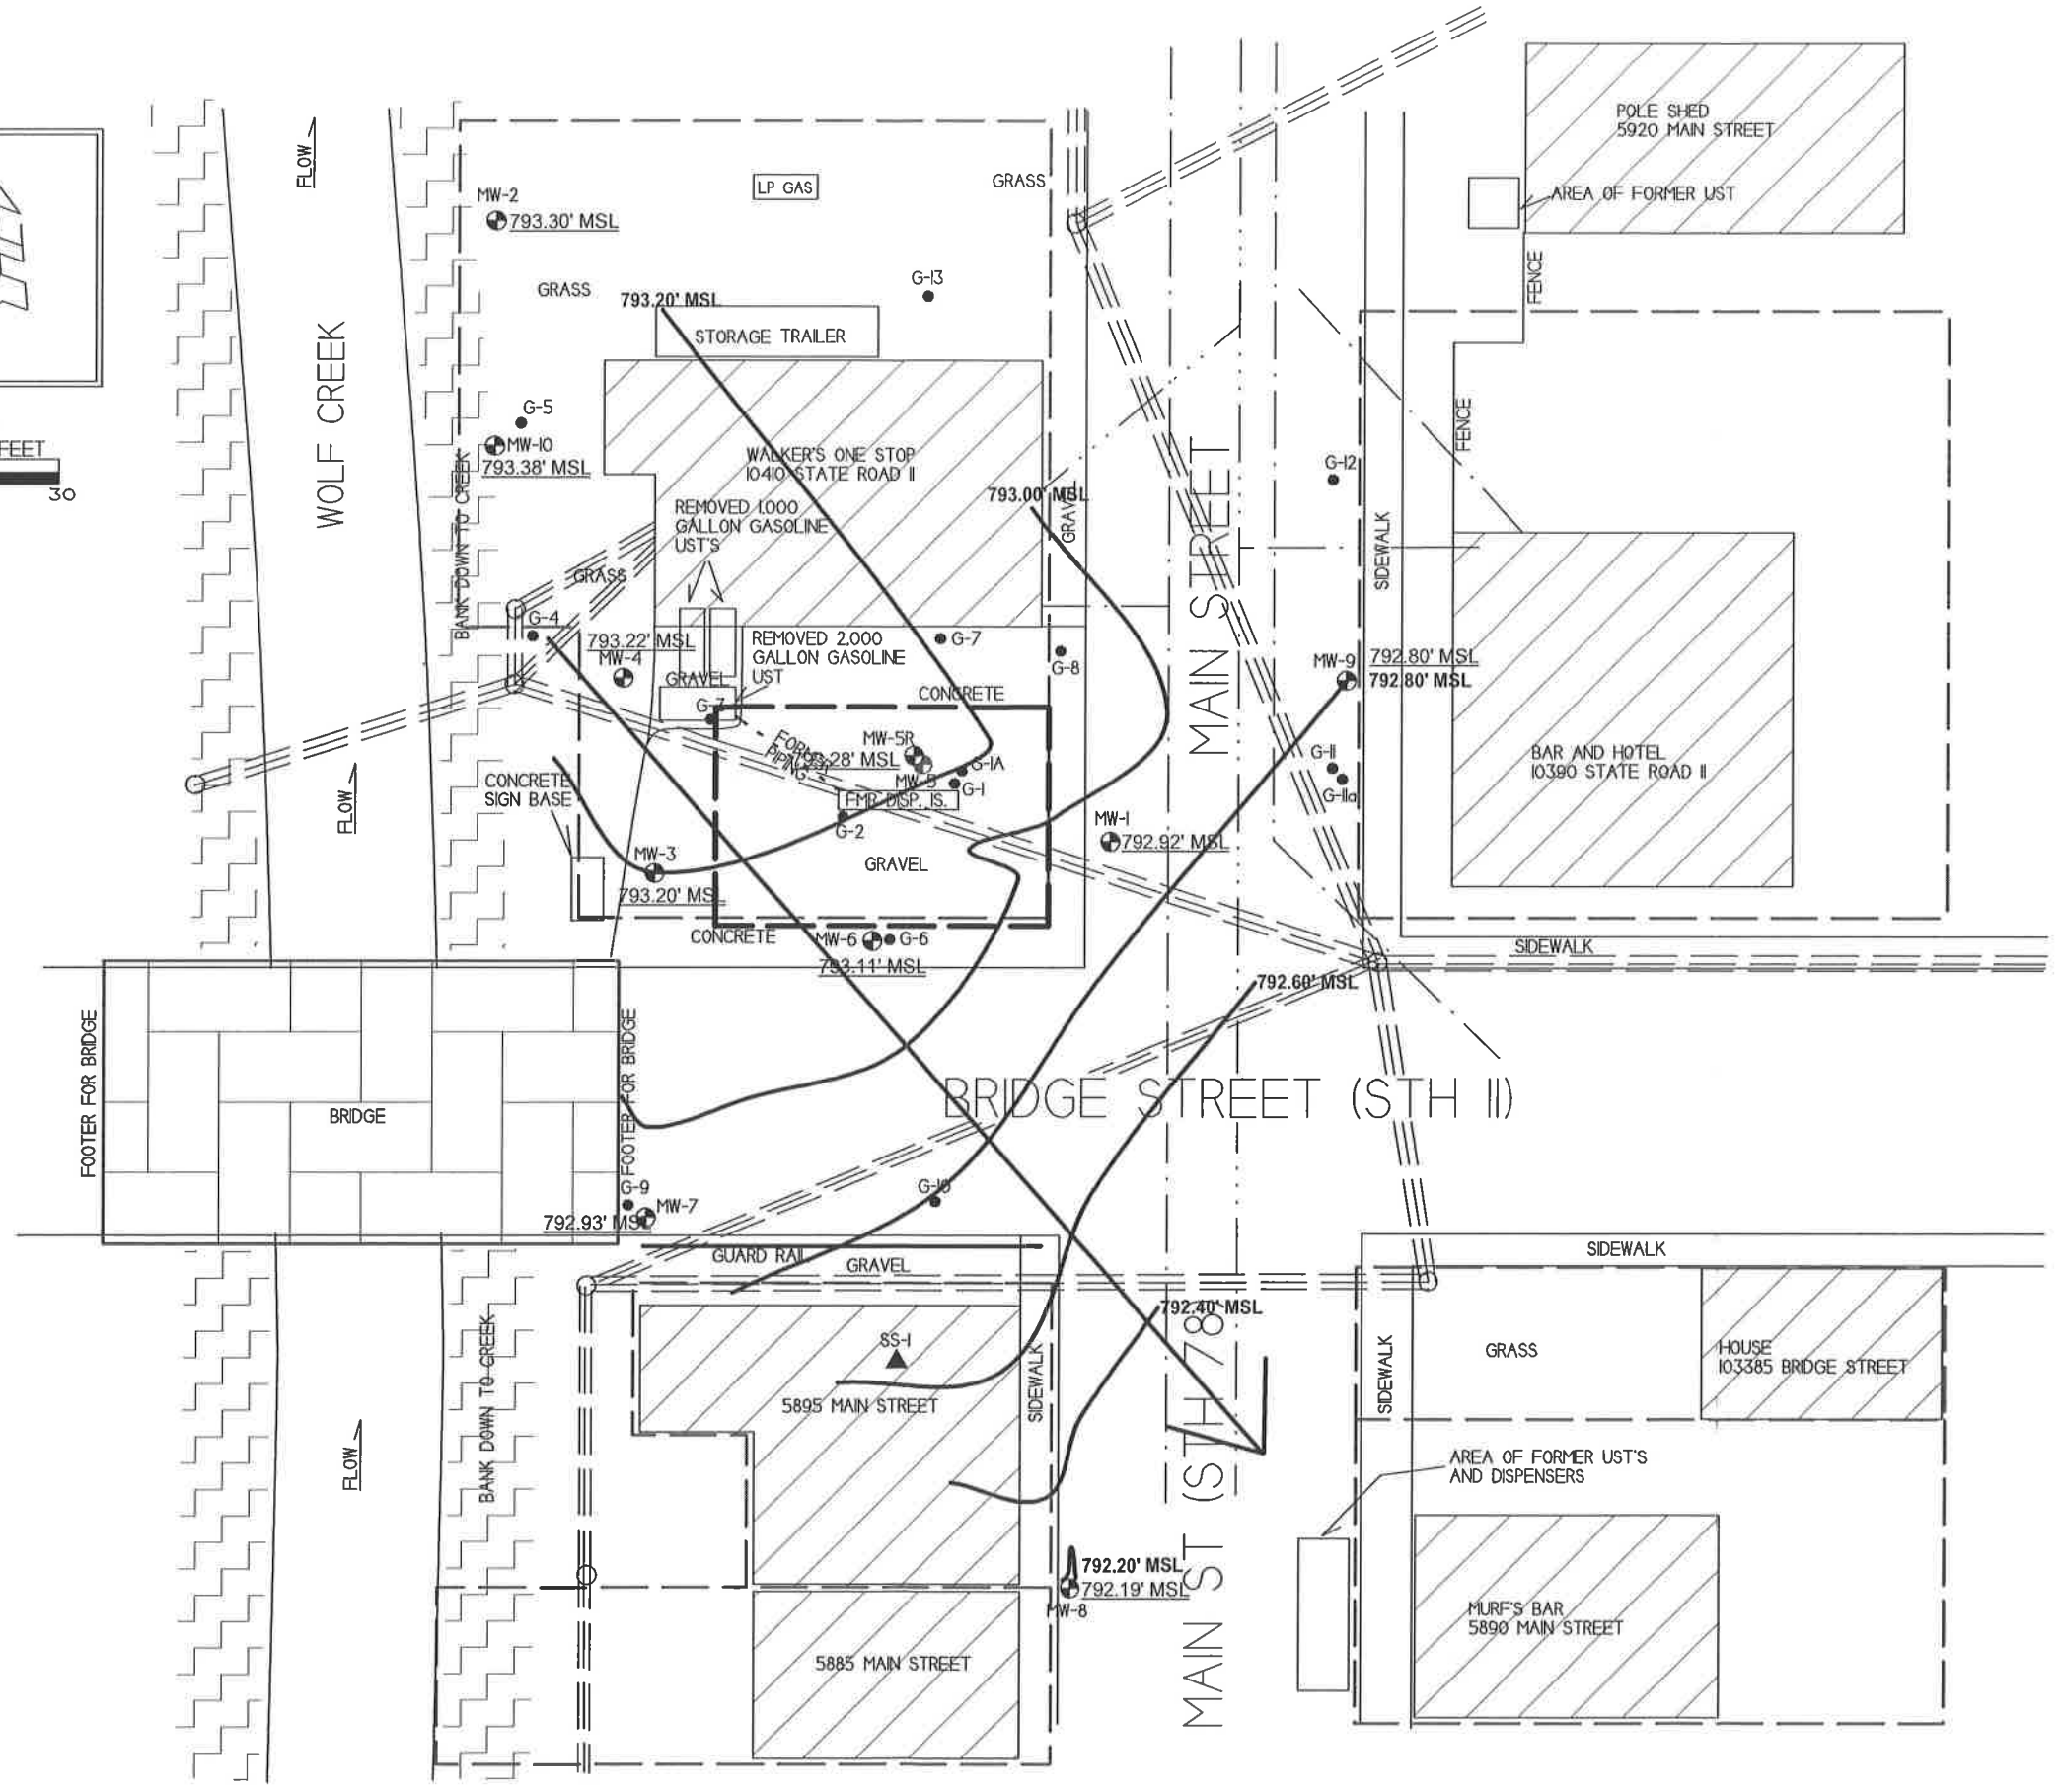 FEET
30
FLOW
WOLF CREEK
BANK DOWN TO CREEK
MW-2
793.30' MSL
LP GAS
GRASS
GRASS
793.20' MSL
G-13
STORAGE TRAILER
G-5
MW-10
793.38' MSL
WALKER'S ONE STOP
10410 STATE ROAD 11
793.00' MSL
GRAVEL
REMOVED 1,000
GALLON GASOLINE
UST'S
GRASS
G-4
793.22' MSL
MW-4
REMOVED 2,000
GALLON GASOLINE
UST
GRAVEL
G-7
G-7
G-8
CONCRETE
FORMER
PIPING
MW-5R
793.28' MSL
MW-5
G-1A
G-1
FMR. DISP. IS.
G-2
CONCRETE
SIGN BASE
FLOW
MW-3
793.20' MSL
GRAVEL
MW-1
792.92' MSL
CONCRETE
MW-6
G-6
793.11' MSL
MAIN STREET
POLE SHED
5920 MAIN STREET
AREA OF FORMER UST
FENCE
FENCE
G-12
SIDEWALK
MW-9
792.80' MSL
792.80' MSL
G-11
G-11a
BAR AND HOTEL
10390 STATE ROAD 11
SIDEWALK
792.60' MSL
FOOTER FOR BRIDGE
BRIDGE
FOOTER FOR BRIDGE
BRIDGE STREET (STH 11)
G-9
MW-7
792.93' MSL
G-10
GUARD RAIL
GRAVEL
792.40' MSL
SS-1
5895 MAIN STREET
SIDEWALK
FLOW
BANK DOWN TO CREEK
MAIN ST (STH 78)
792.20' MSL
792.19' MSL
MW-8
5885 MAIN STREET
SIDEWALK
SIDEWALK
GRASS
HOUSE
103385 BRIDGE STREET
AREA OF FORMER UST'S
AND DISPENSERS
MURF'S BAR
5890 MAIN STREET